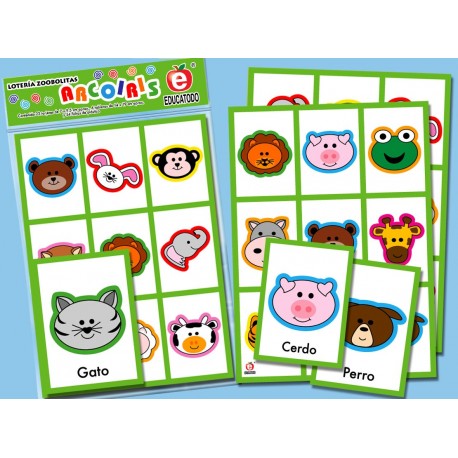 LOTERÍA ZOOBOLITAS
ARCOIRIS
e
EDUCATODO
Gato
Cerdo
Perro